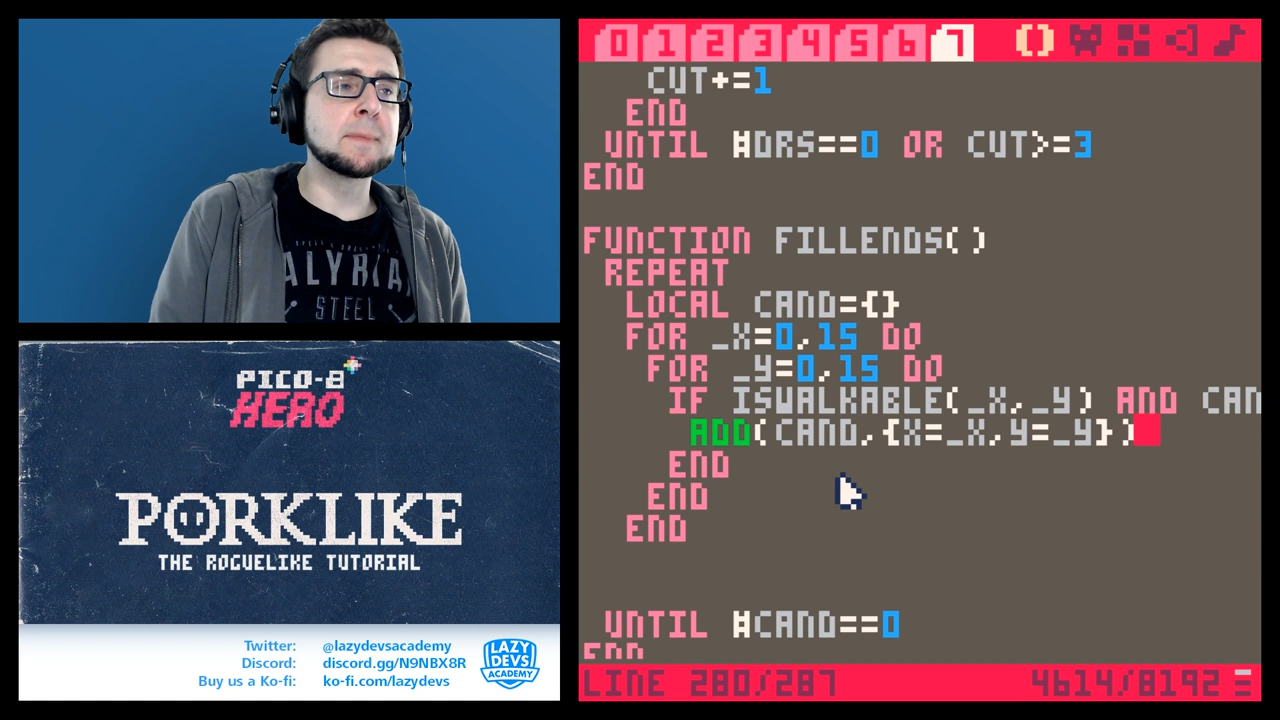 ALYRIA
STEEL
PICO-8
HERO
PORKLIKE
THE ROGUELIKE TUTORIAL
Twitter: @lazydevsacademy
Discord: discord.gg/N9NBX8R
Buy us a Ko-fi: ko-fi.com/lazydevs
LAZY
DEVS
ACADEMY
0 1 2 3 4 5 6 7 ()
CUT+=1
END
UNTIL #DRS==0 OR CUT>=3
END
FUNCTION FILLENDS()
REPEAT
LOCAL CAND={}
FOR _X=0,15 DO
FOR _Y=0,15 DO
IF ISWALKABLE(_X,_Y) AND CAN
ADD(CAND,{X=_X,Y=_Y})
END
END
END
UNTIL #CAND==0
END
LINE 280/287 4614/8192